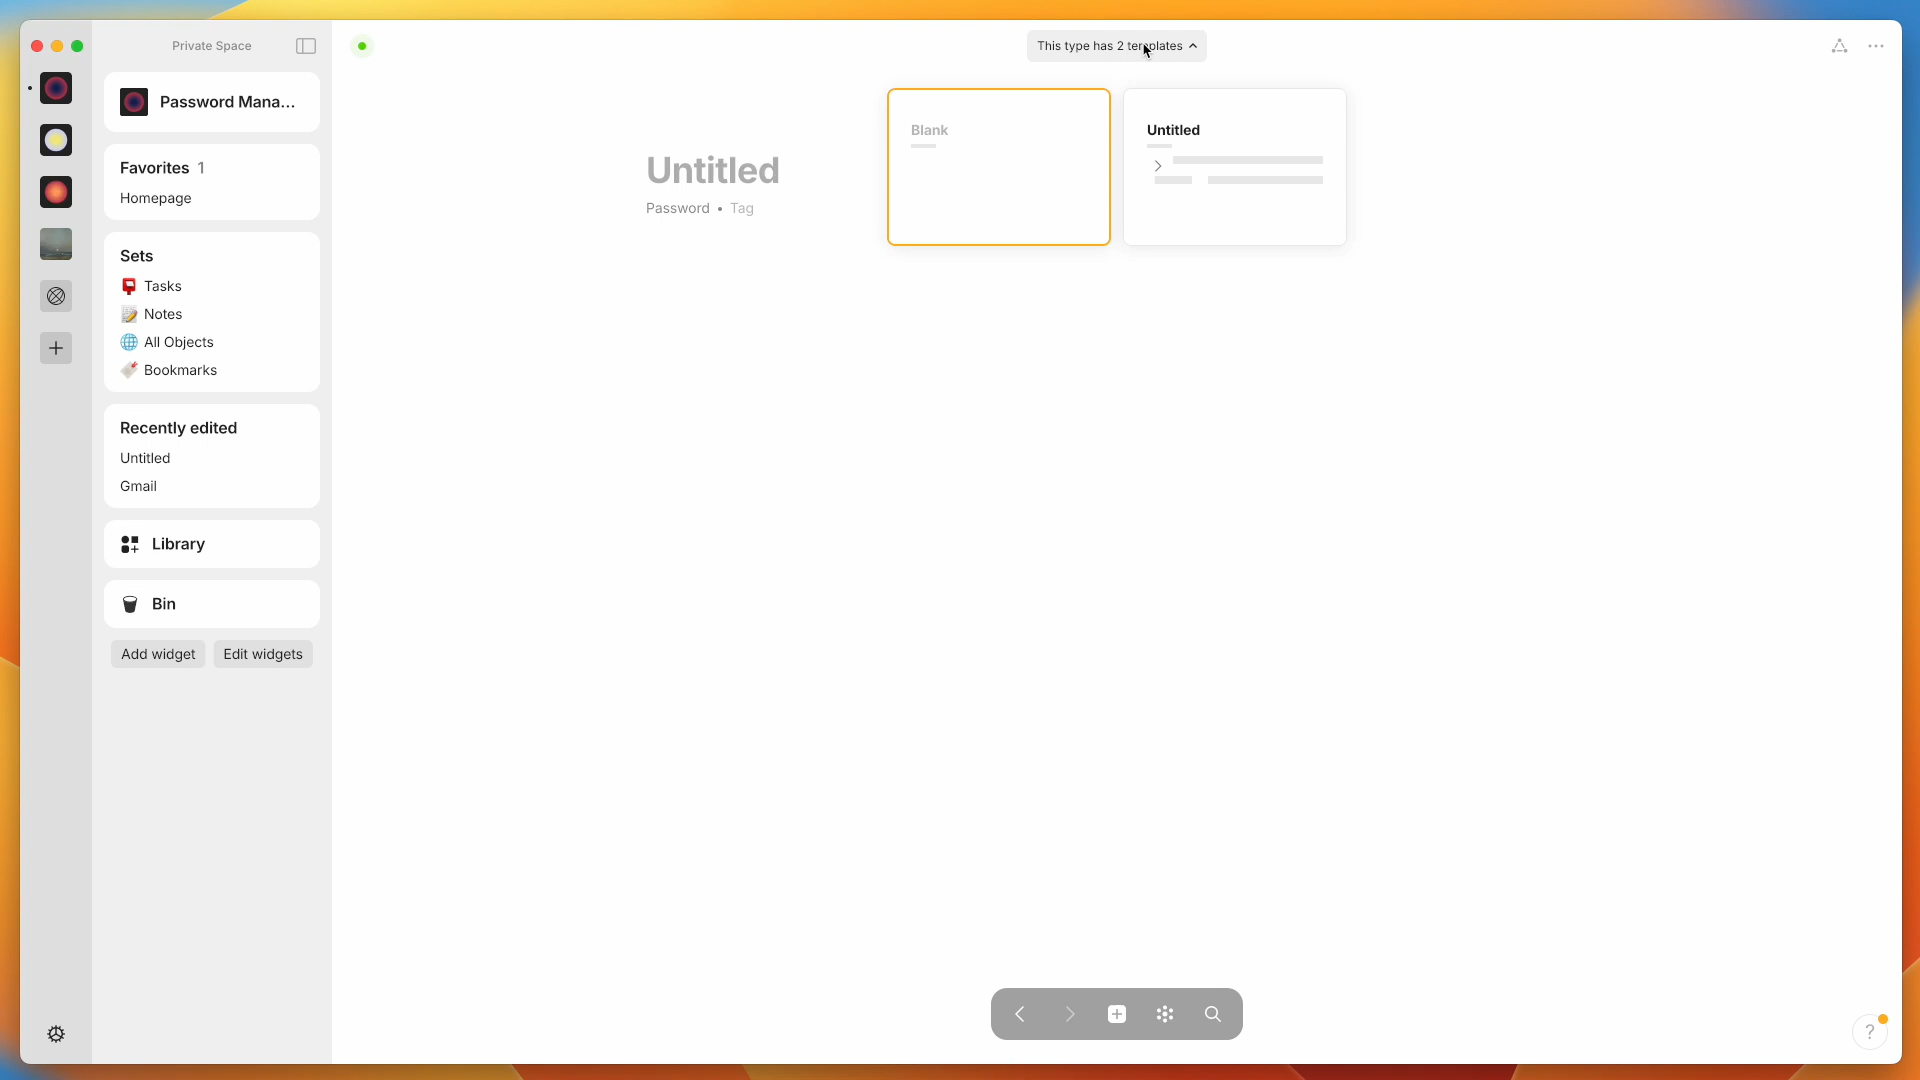 Private Space
This type has 2 templates
Password Mana...
Favorites 1
Homepage
Sets
Tasks
Notes
All Objects
Bookmarks
Recently edited
Untitled
Gmail
Library
Bin
Add widget
Edit widgets
Untitled
Password • Tag
Blank
Untitled
?